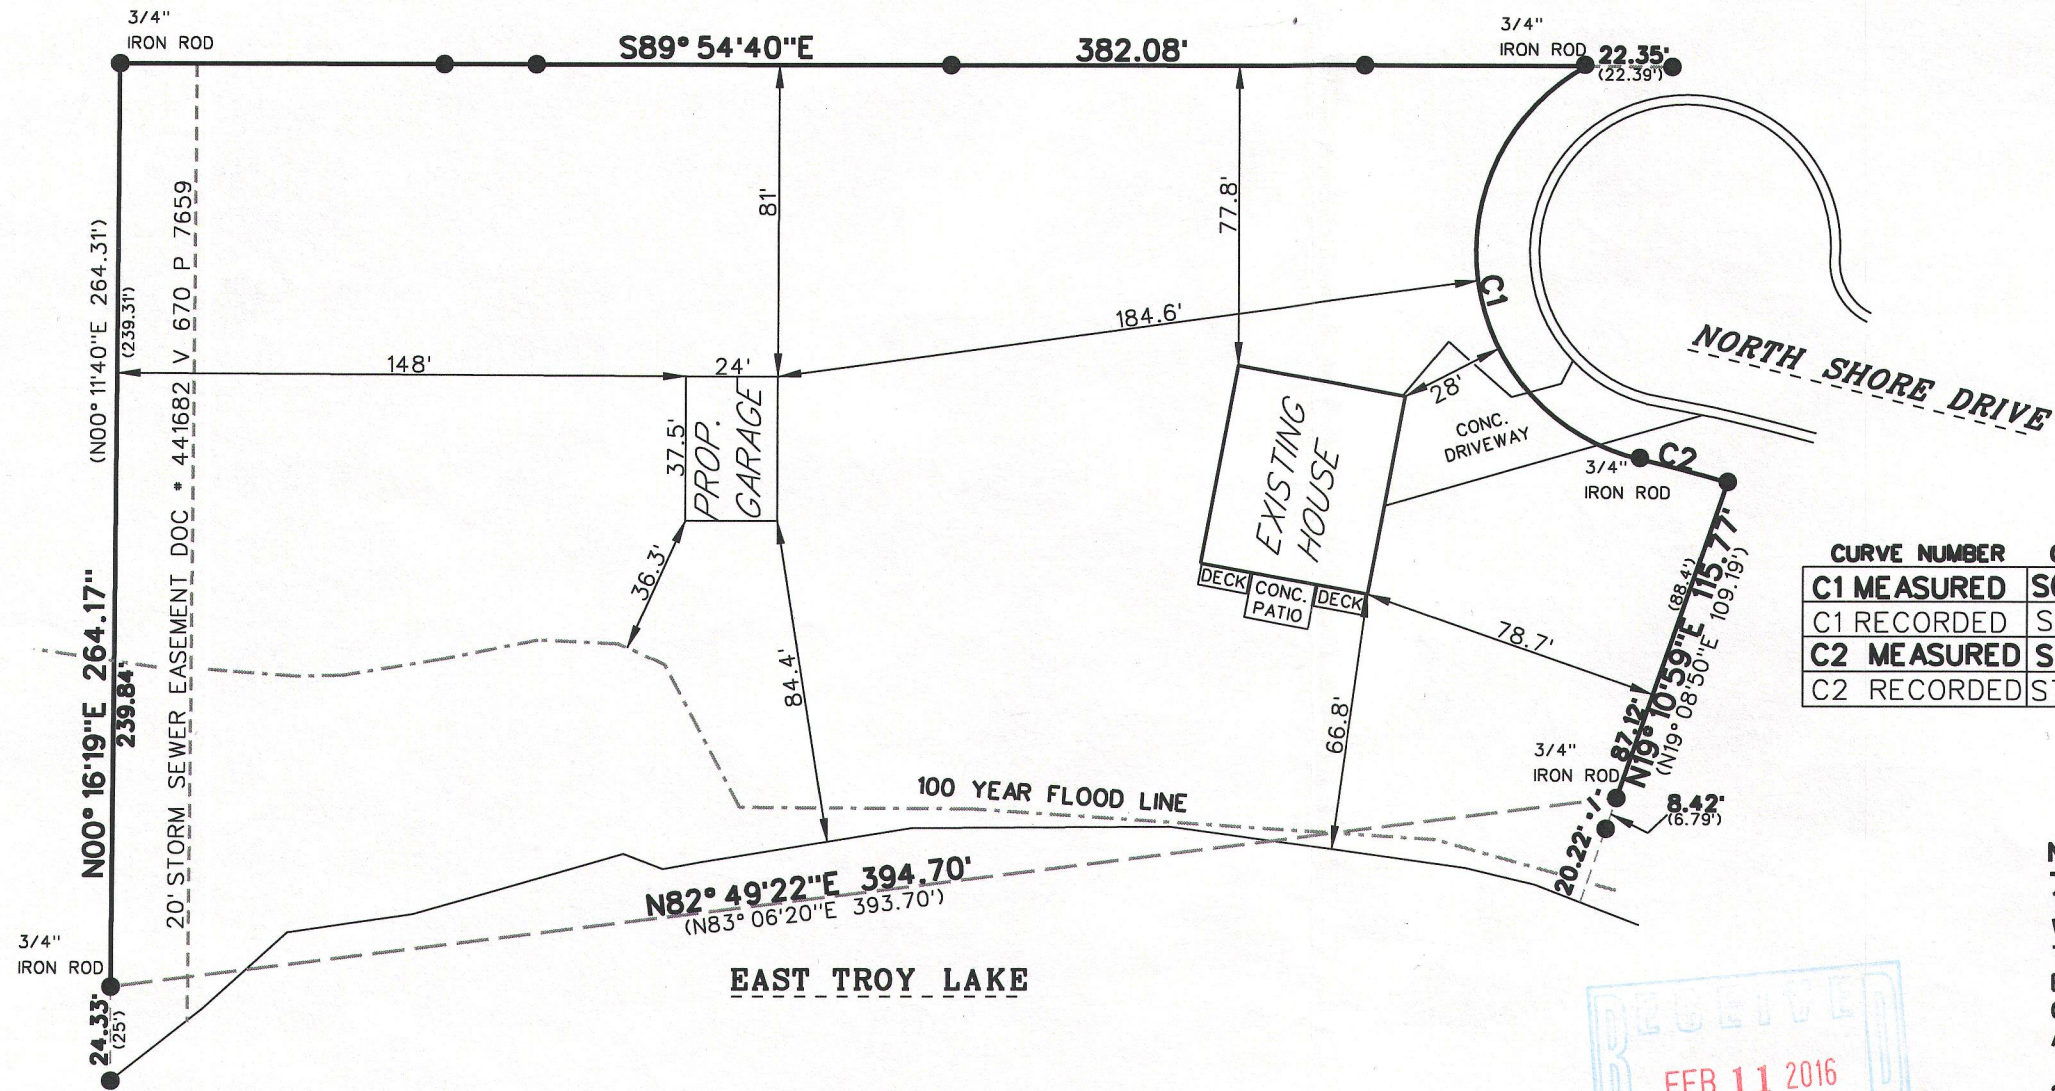 3/4"
IRON ROD
S89° 54'40"E
382.08'
3/4"
IRON ROD
22.35'
(22.39')
81'
77.8'
(N00° 11'40"E 264.31')
(239.31')
20' STORM SEWER EASEMENT DOC # 441682 V 670 P 7659
148'
24'
184.6'
C1
NORTH SHORE DRIVE
37.5'
PROP.
GARAGE
EXISTING
HOUSE
28'
CONC.
DRIVEWAY
C2
3/4"
IRON ROD
36.3'
84.4'
DECK
CONC.
PATIO
DECK
78.7'
66.8'
N00° 16'19"E 264.17"
239.84'
(88.4')
87.12'
N19° 10'59"E 115.77'
(N19° 08'50"E 109.19')
CURVE NUMBER
C1 MEASURED
C1 RECORDED
C2 MEASURED
C2 RECORDED
3/4"
IRON ROD
8.42'
(6.79')
20.22' +/-
100 YEAR FLOOD LINE
N82° 49'22"E 394.70'
(N83° 06'20"E 393.70')
EAST TROY LAKE
3/4"
IRON ROD
24.33'
(25')
RECEIVED
FEB 11 2016